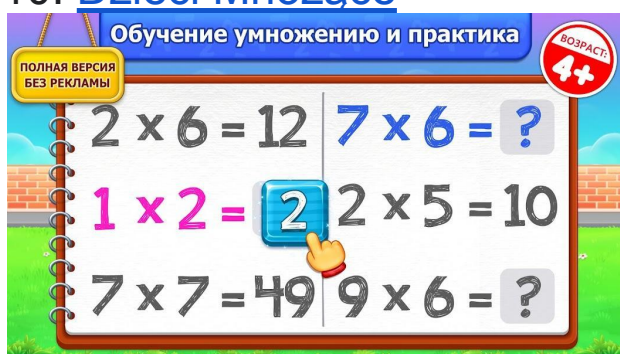 Обучение умножению и практика
ПОЛНАЯ ВЕРСИЯ
БЕЗ РЕКЛАМЫ
ВОЗРАСТ:
4+
2 x 6 = 12
7 x 6 = ?
1 x 2 = 2
2 x 5 = 10
7 x 7 = 49
9 x 6 = ?